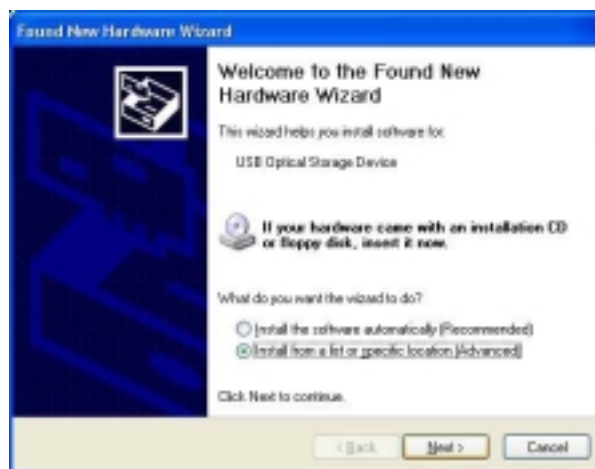 Found New Hardware Wizard
Welcome to the Found New
Hardware Wizard
This wizard helps you install software for:
USB Optical Storage Device
If your hardware came with an installation CD
or floppy disk, insert it now.
What do you want the wizard to do?
Install the software automatically (Recommended)
Install from a list or specific location (Advanced)
Click Next to continue.
< Back Next > Cancel